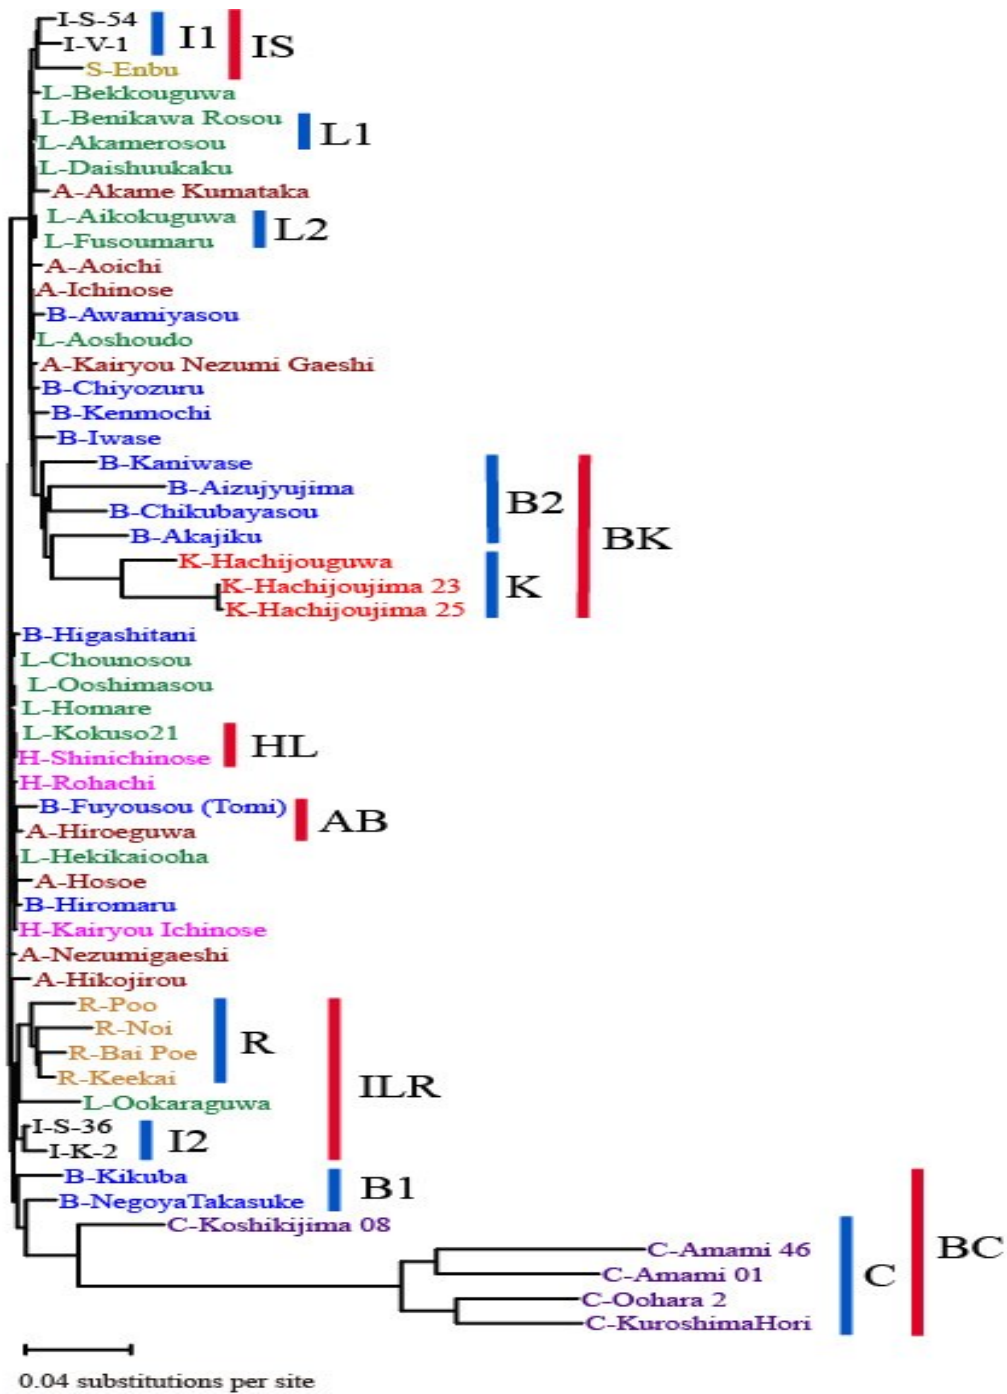 I-S-54
I-V-1
I1
IS
S-Enbu
L-Bekkouguwa
L-Benikawa Rosou
L-Akamerosou
L1
L-Daishuukaku
A-Akame Kumataka
L-Aikokuguwa
L-Fusoumaru
L2
A-Aoichi
A-Ichinose
B-Awamiyasou
L-Aoshoudo
A-Kairyou Nezumi Gaeshi
B-Chiyozuru
B-Kenmochi
B-Iwase
B-Kaniwase
B-Aizujyujima
B-Chikubayasou
B2
B-Akajiku
BK
K-Hachijouguwa
K-Hachijoujima 23
K
K-Hachijoujima 25
B-Higashitani
L-Chounosou
L-Ooshimasou
L-Homare
L-Kokuso21
H-Shinichinose
HL
H-Rohachi
B-Fuyousou (Tomi)
A-Hiroeguwa
AB
L-Hekikaiooha
A-Hosoe
B-Hiromaru
H-Kairyou Ichinose
A-Nezumigaeshi
A-Hikojirou
R-Poo
R-Noi
R-Bai Poe
R
R-Keekai
ILR
L-Ookaraguwa
I-S-36
I-K-2
I2
B-Kikuba
B-NegoyaTakasuke
B1
C-Koshikijima 08
C-Amami 46
BC
C-Amami 01
C
C-Oohara 2
C-KuroshimaHori
0.04 substitutions per site